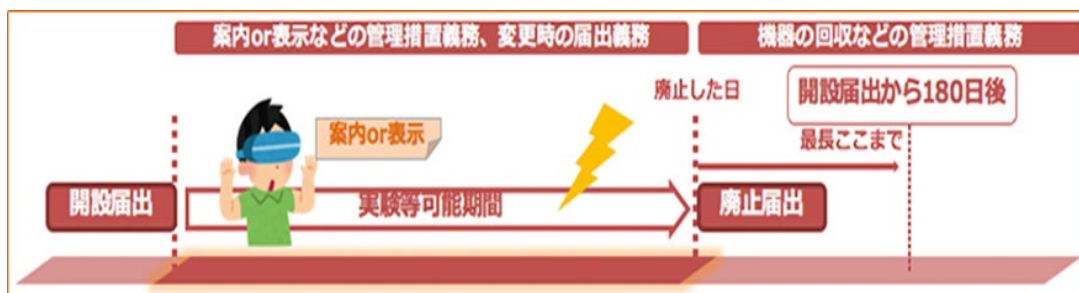 案内or表示などの管理措置義務、変更時の届出義務
機器の回収などの管理措置義務
廃止した日
開設届出から180日後
案内or表示
最長ここまで
開設届出
実験等可能期間
廃止届出